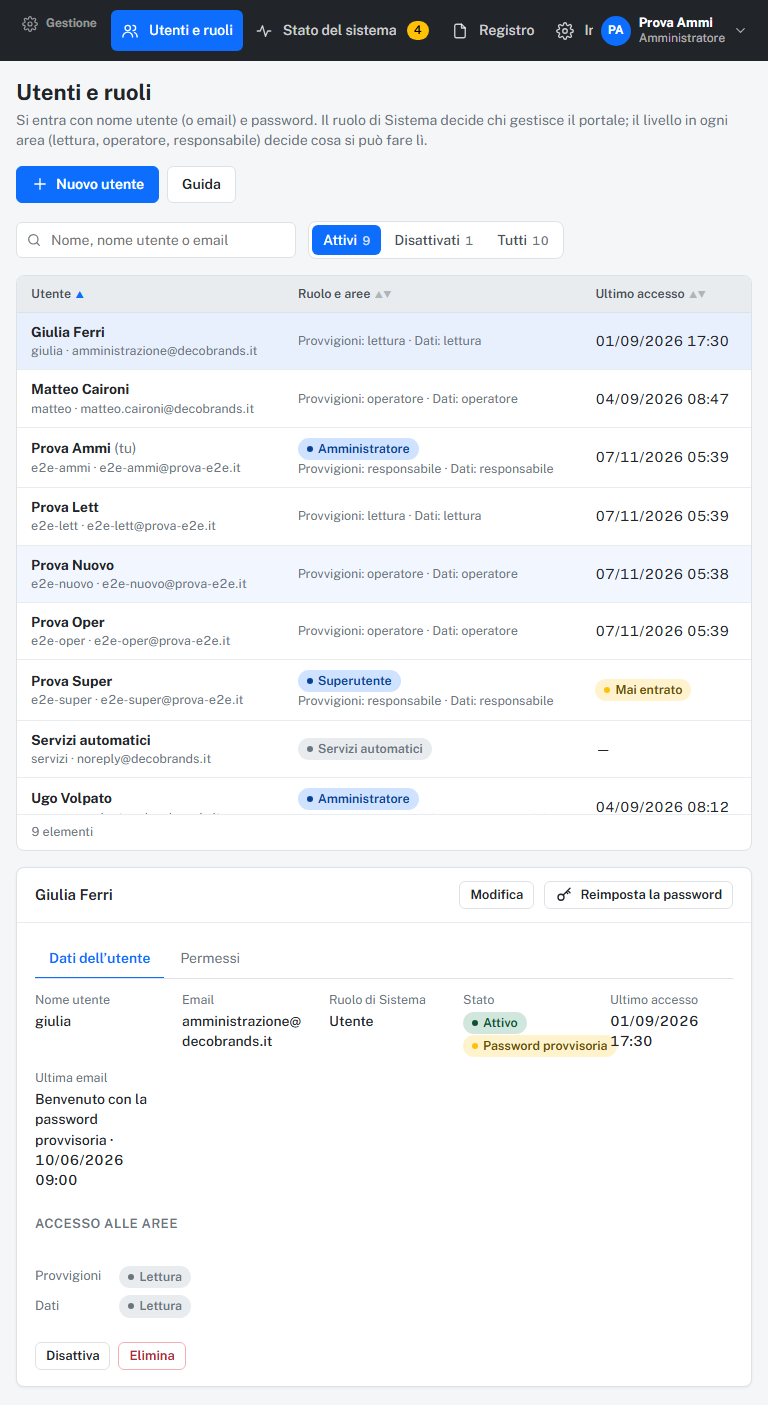 Gestione
Utenti e ruoli
Stato del sistema 4
Registro
PA
Prova Ammi
Amministratore
Utenti e ruoli
Si entra con nome utente (o email) e password. Il ruolo di Sistema decide chi gestisce il portale; il livello in ogni
area (lettura, operatore, responsabile) decide cosa si può fare lì.
Nuovo utente
Guida
Nome, nome utente o email
Attivi 9
Disattivati 1
Tutti 10
Utente ▲
Ruolo e aree ▲▼
Ultimo accesso ▲▼
Giulia Ferri
giulia · amministrazione@decobrands.it
Provvigioni: lettura · Dati: lettura
01/09/2026 17:30
Matteo Caironi
matteo · matteo.caironi@decobrands.it
Provvigioni: operatore · Dati: operatore
04/09/2026 08:47
Prova Ammi (tu)
e2e-ammi · e2e-ammi@prova-e2e.it
Amministratore
Provvigioni: responsabile · Dati: responsabile
07/11/2026 05:39
Prova Lett
e2e-lett · e2e-lett@prova-e2e.it
Provvigioni: lettura · Dati: lettura
07/11/2026 05:39
Prova Nuovo
e2e-nuovo · e2e-nuovo@prova-e2e.it
Provvigioni: operatore · Dati: operatore
07/11/2026 05:38
Prova Oper
e2e-oper · e2e-oper@prova-e2e.it
Provvigioni: operatore · Dati: operatore
07/11/2026 05:39
Prova Super
e2e-super · e2e-super@prova-e2e.it
Superutente
Provvigioni: responsabile · Dati: responsabile
Mai entrato
Servizi automatici
servizi · noreply@decobrands.it
Servizi automatici
—
Ugo Volpato
Amministratore
04/09/2026 08:12
9 elementi
Giulia Ferri
Modifica
Reimposta la password
Dati dell'utente
Permessi
Nome utente
giulia
Email
amministrazione@
decobrands.it
Ruolo di Sistema
Utente
Stato
Attivo
Password provvisoria
Ultimo accesso
01/09/2026
17:30
Ultima email
Benvenuto con la
password
provvisoria ·
10/06/2026
09:00
ACCESSO ALLE AREE
Provvigioni
Lettura
Dati
Lettura
Disattiva
Elimina